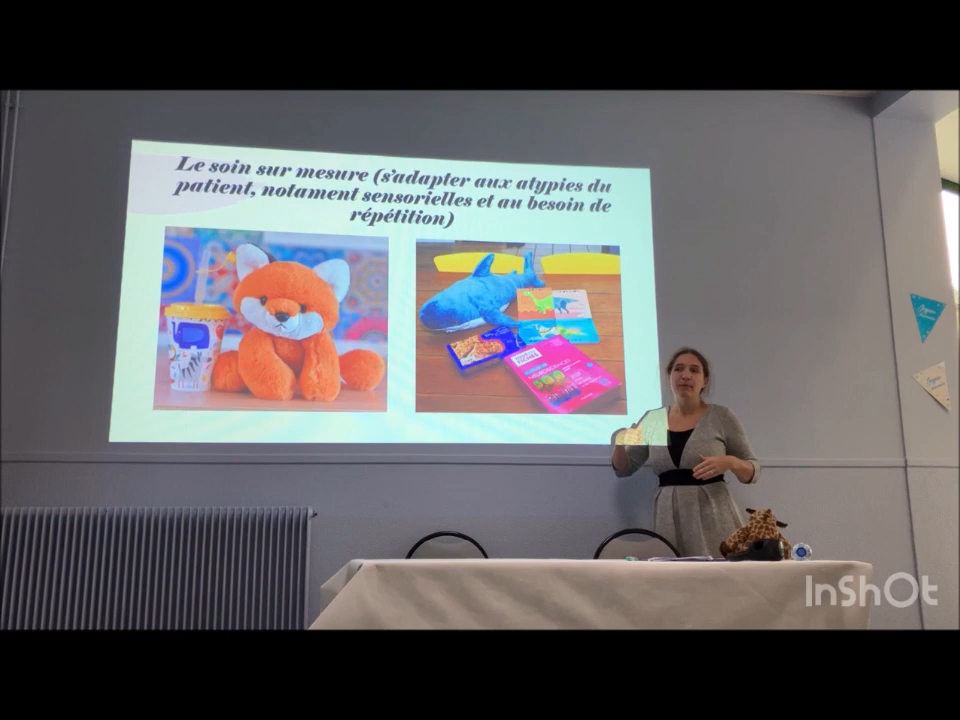 Le soin sur mesure (s'adapter aux atypies du
patient, notament sensorielles et au besoin de
répétition)
InShOt